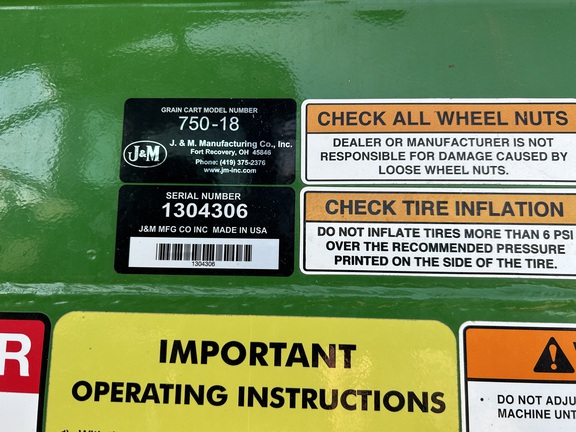 GRAIN CART MODEL NUMBER
750-18
J&M
J. & M. Manufacturing Co., Inc.
Fort Recovery, OH 45846
Phone: (419) 375-2376
www.jm-inc.com
SERIAL NUMBER
1304306
J&M MFG CO INC MADE IN USA
1304306
CHECK ALL WHEEL NUTS
DEALER OR MANUFACTURER IS NOT
RESPONSIBLE FOR DAMAGE CAUSED BY
LOOSE WHEEL NUTS.
CHECK TIRE INFLATION
DO NOT INFLATE TIRES MORE THAN 6 PSI
OVER THE RECOMMENDED PRESSURE
PRINTED ON THE SIDE OF THE TIRE.
R
IMPORTANT
OPERATING INSTRUCTIONS
• DO NOT ADJU
MACHINE UNT